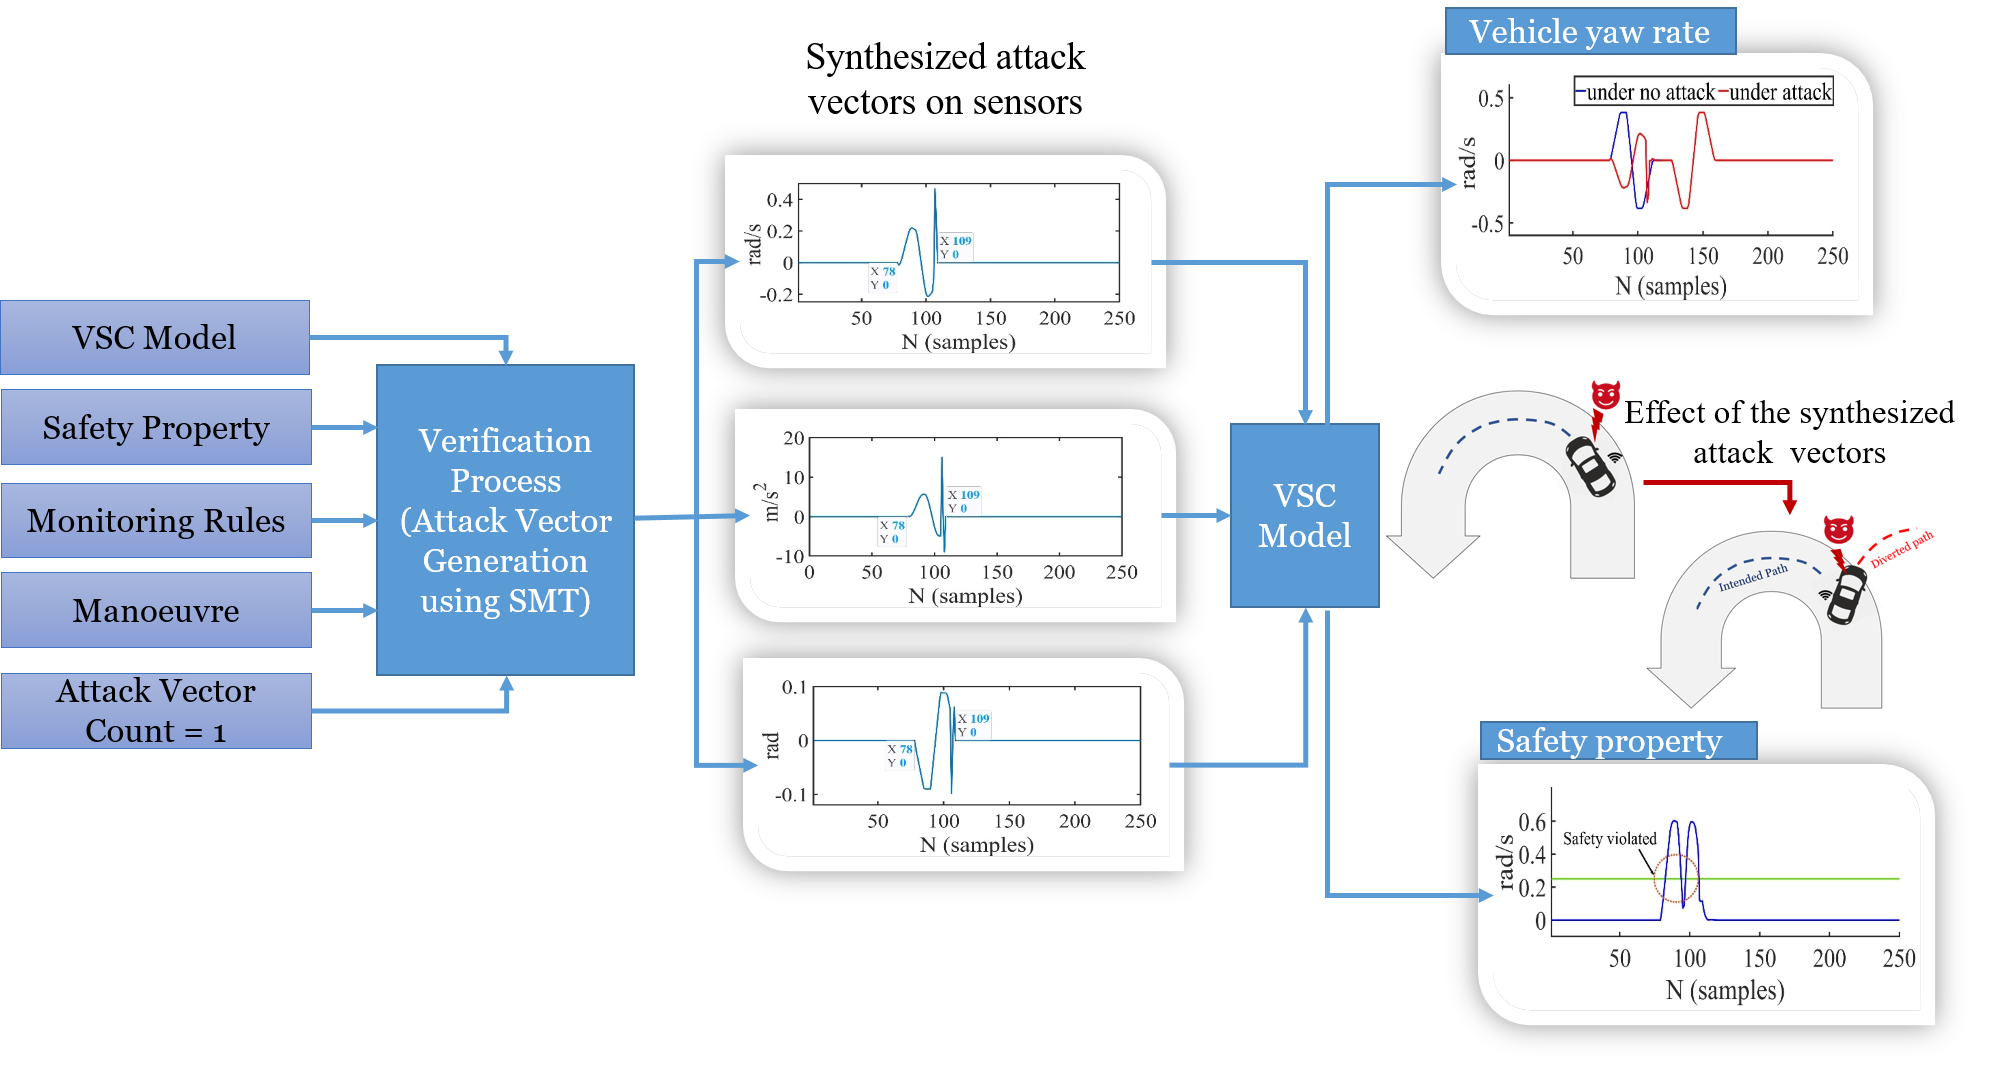 VSC Model
Safety Property
Monitoring Rules
Manoeuvre
Attack Vector
Count = 1
Verification
Process
(Attack Vector
Generation
using SMT)
Synthesized attack
vectors on sensors
0.4
0.2
0
-0.2
rad/s
X 78
Y 0
X 109
Y 0
50 100 150 200 250
N (samples)
20
10
0
-10
m/s²
X 78
Y 0
X 109
Y 0
0 50 100 150 200 250
N (samples)
0.1
0
-0.1
rad
X 78
Y 0
X 109
Y 0
50 100 150 200 250
N (samples)
VSC
Model
Vehicle yaw rate
under no attack under attack
0.5
0
-0.5
rad/s
50 100 150 200 250
N (samples)
Effect of the synthesized
attack vectors
Intended Path
Diverted path
Safety property
Safety violated
0.6
0.4
0.2
0
rad/s
50 100 150 200 250
N (samples)